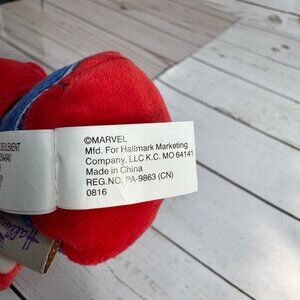 ©MARVEL
Mfd. For Hallmark Marketing
Company, LLC K.C. MO 64141
Made in China
REG.NO. PA-9863 (CN)
0816